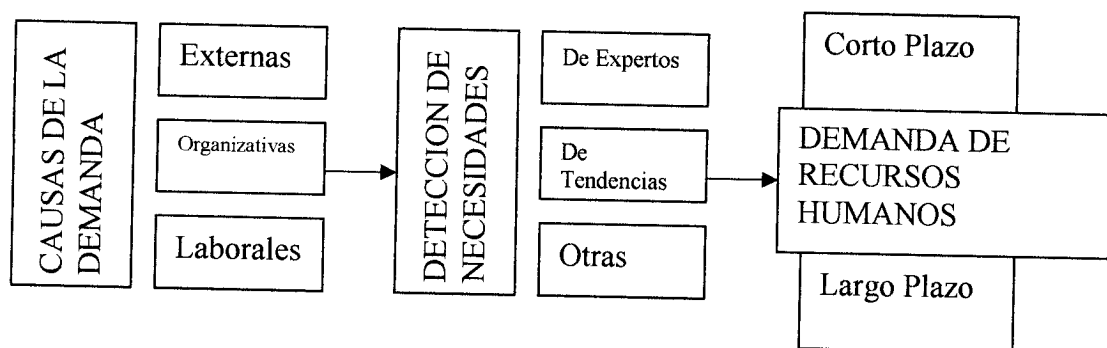 CAUSAS DE LA
DEMANDA
Externas
Organizativas
Laborales
DETECCION DE
NECESIDADES
De Expertos
De
Tendencias
Otras
Corto Plazo
DEMANDA DE
RECURSOS
HUMANOS
Largo Plazo